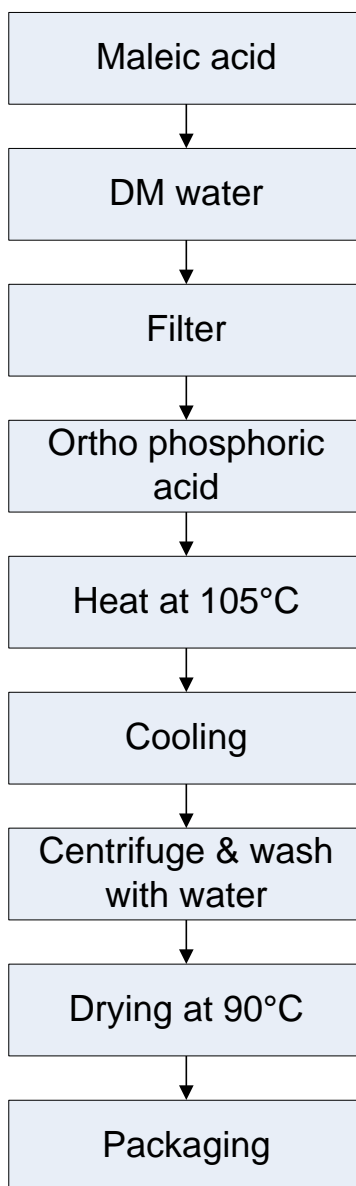 Maleic acid
DM water
Filter
Ortho phosphoric
acid
Heat at 105°C
Cooling
Centrifuge & wash
with water
Drying at 90°C
Packaging